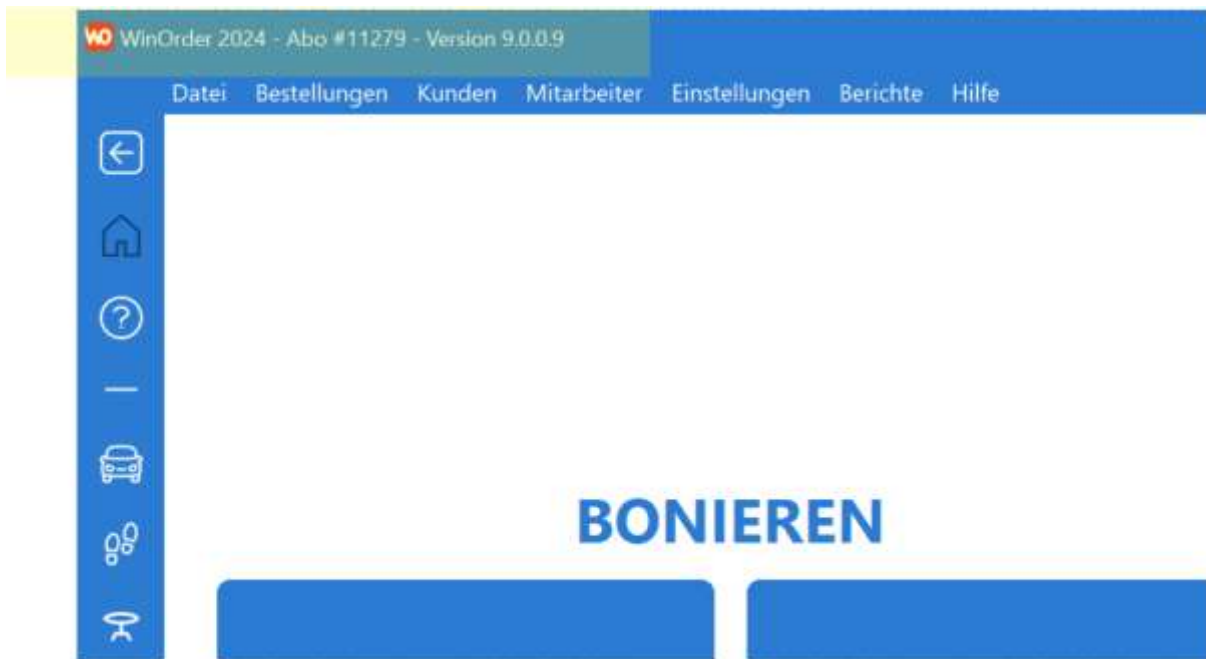 WO WinOrder 2024 - Abo #11279 - Version 9.0.0.9
Datei Bestellungen Kunden Mitarbeiter Einstellungen Berichte Hilfe
?
BONIEREN